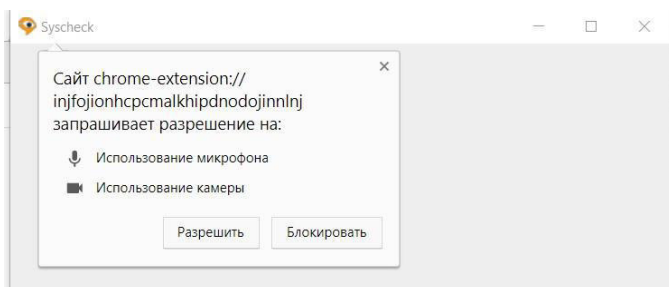 Syscheck
Сайт chrome-extension://
injfojionhcpcmalkhipdnodojinnlnj
запрашивает разрешение на:
Использование микрофона
Использование камеры
Разрешить Блокировать